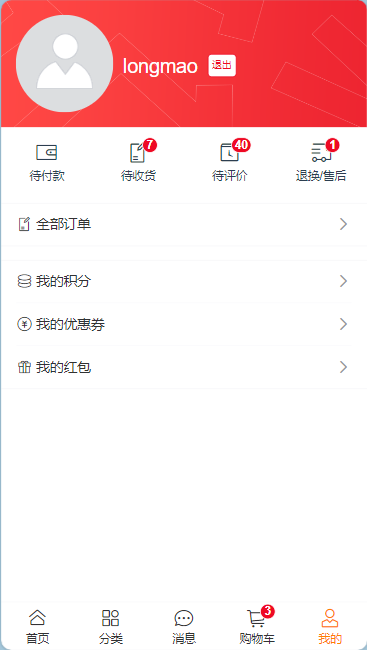 longmao 退出
7 40 1
待付款 待收货 待评价 退换/售后
全部订单
我的积分
¥ 我的优惠券
我的红包
3
首页 分类 消息 购物车 我的